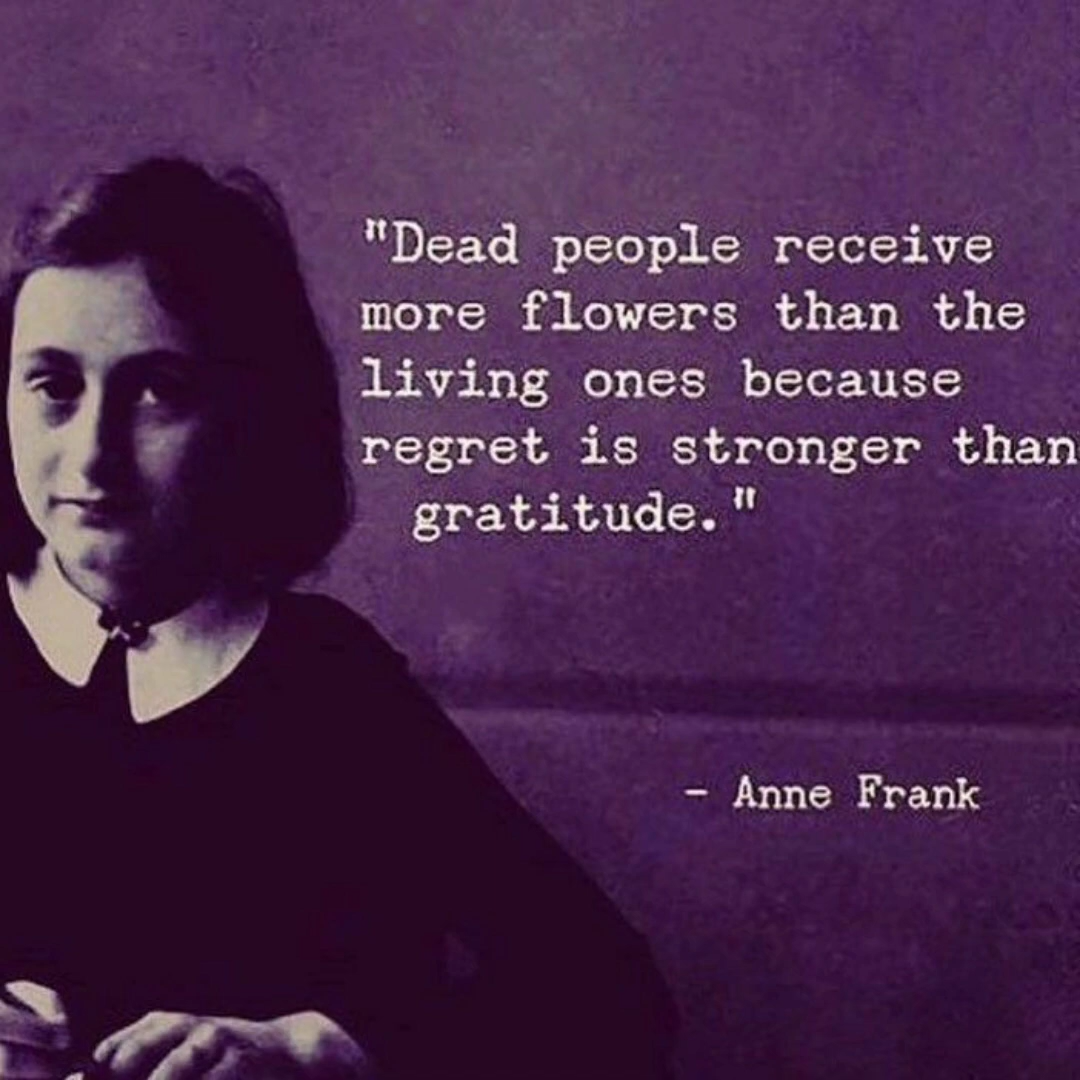 "Dead people receive
more flowers than the
living ones because
regret is stronger than
gratitude."
- Anne Frank